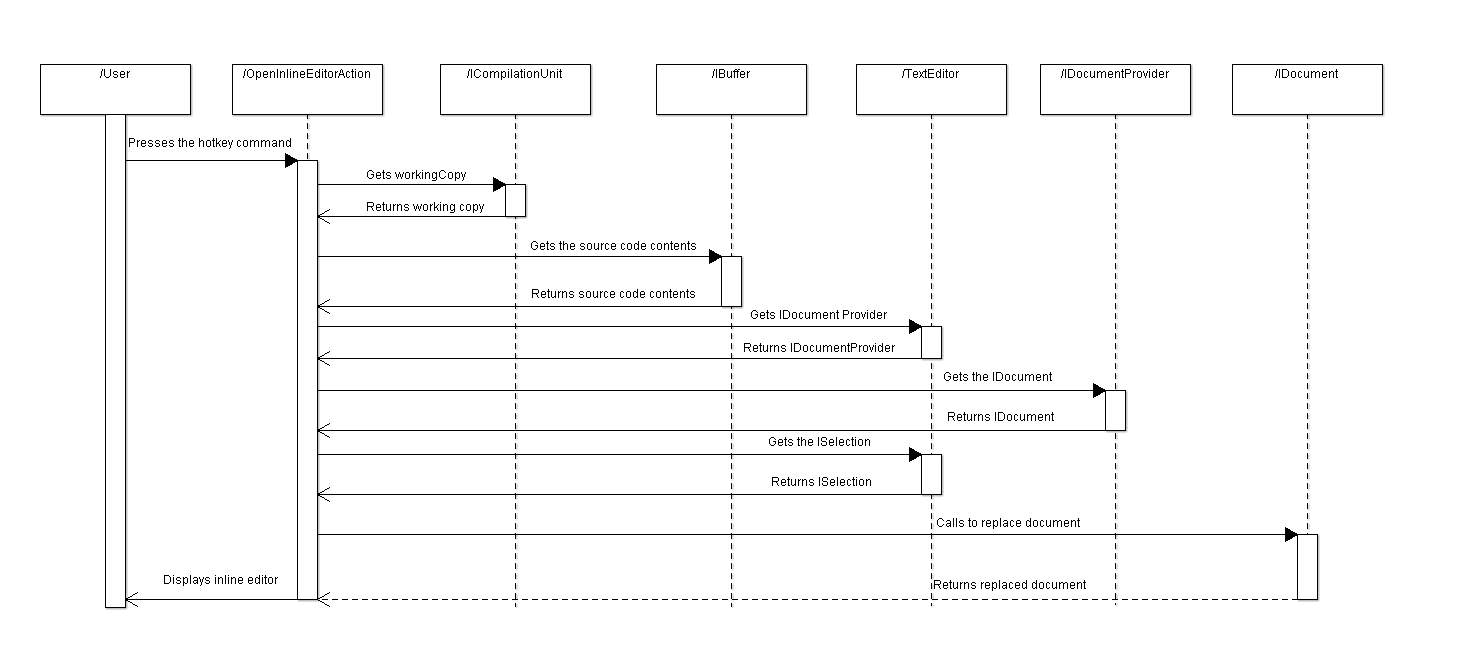 /User
/OpenInlineEditorAction
/ICompilationUnit
/IBuffer
/TextEditor
/IDocumentProvider
/IDocument
Presses the hotkey command
Gets workingCopy
Returns working copy
Gets the source code contents
Returns source code contents
Gets IDocument Provider
Returns IDocumentProvider
Gets the IDocument
Returns IDocument
Gets the ISelection
Returns ISelection
Calls to replace document
Displays inline editor
Returns replaced document